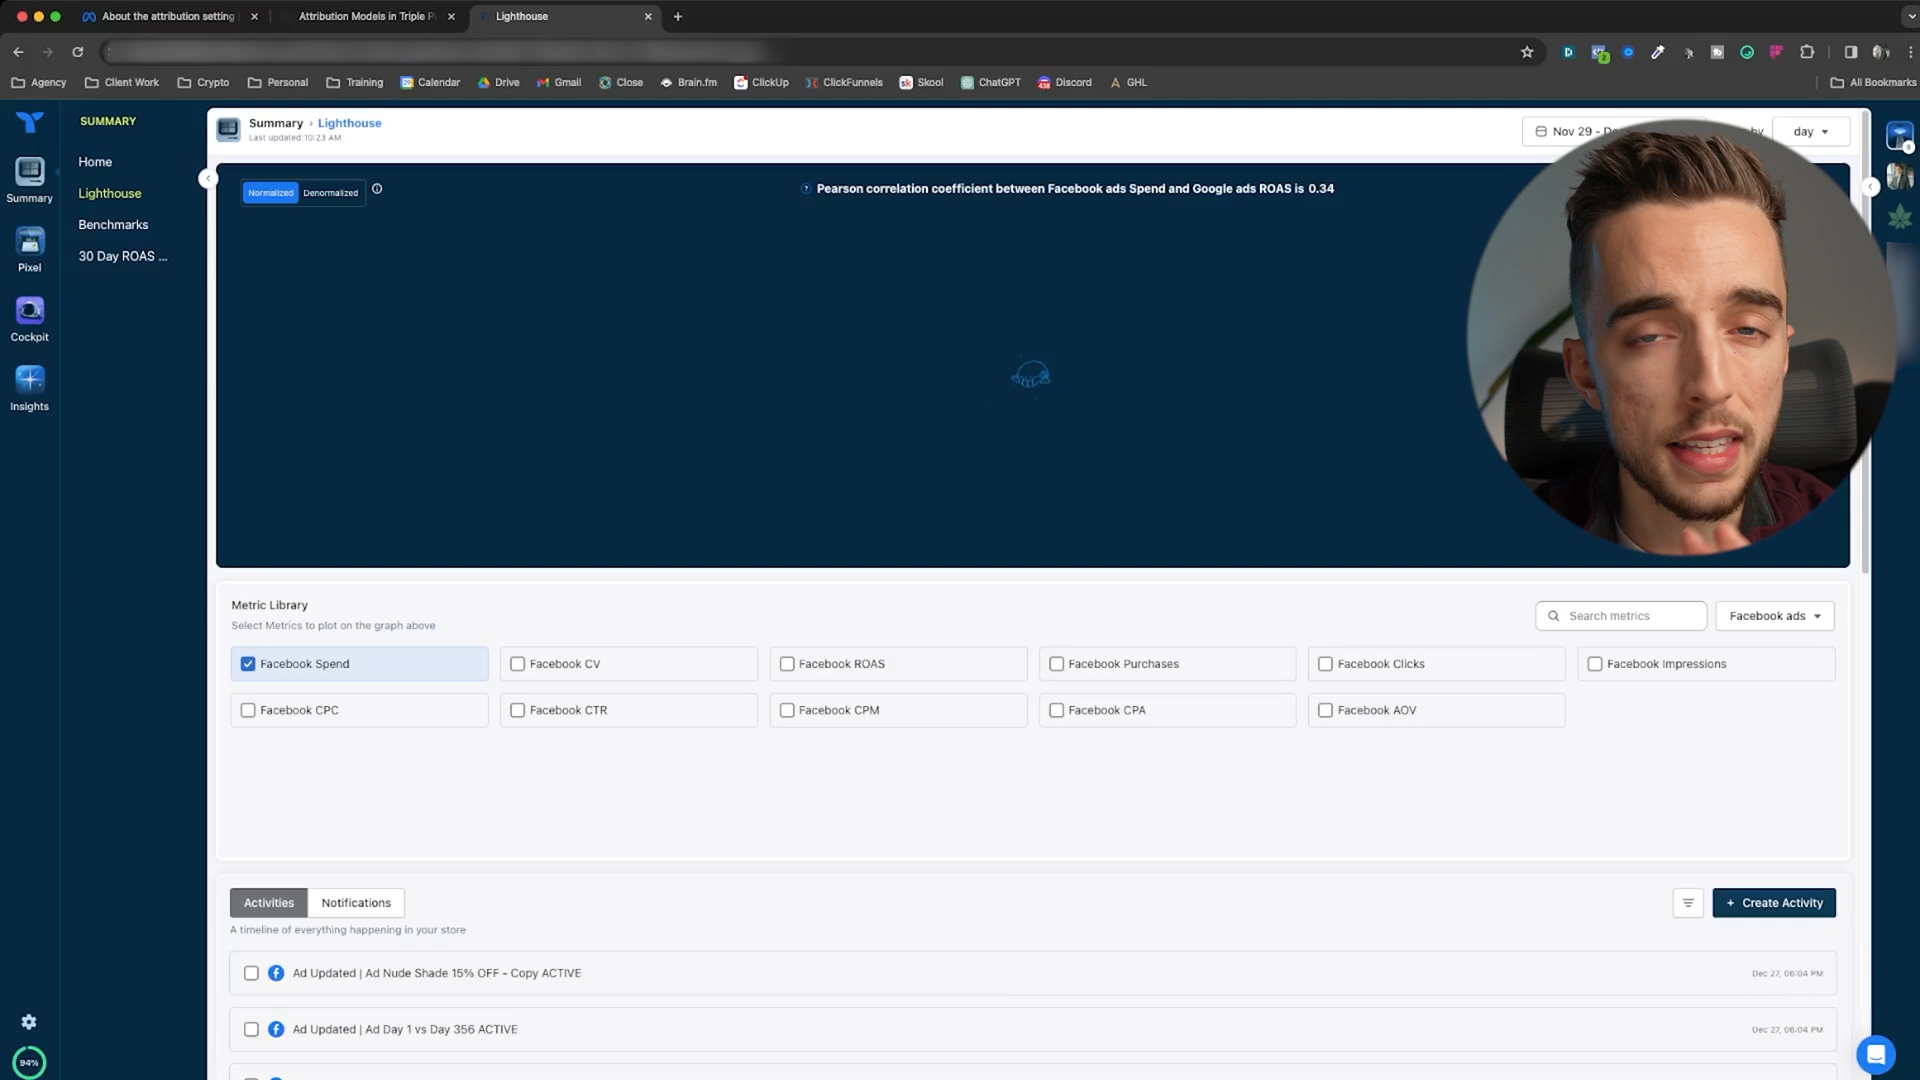 About the attribution setting
Attribution Models in Triple P
Lighthouse
Agency
Client Work
Crypto
Personal
Training
Calendar
Drive
Gmail
Close
Brain.fm
ClickUp
ClickFunnels
Skool
ChatGPT
Discord
GHL
All Bookmarks
SUMMARY
Home
Lighthouse
Benchmarks
30 Day ROAS ...
Summary
Pixel
Cockpit
Insights
94%
Summary › Lighthouse
Last updated:10:23 AM
Nov 29 - De
by
day
Normalized
Denormalized
Pearson correlation coefficient between Facebook ads Spend and Google ads ROAS is 0.34
Metric Library
Select Metrics to plot on the graph above
Search metrics
Facebook ads
Facebook Spend
Facebook CV
Facebook ROAS
Facebook Purchases
Facebook Clicks
Facebook Impressions
Facebook CPC
Facebook CTR
Facebook CPM
Facebook CPA
Facebook AOV
Activities
Notifications
+ Create Activity
A timeline of everything happening in your store
Ad Updated | Ad Nude Shade 15% OFF - Copy ACTIVE
Dec 27, 06:04 PM
Ad Updated | Ad Day 1 vs Day 356 ACTIVE
Dec 27, 06:04 PM